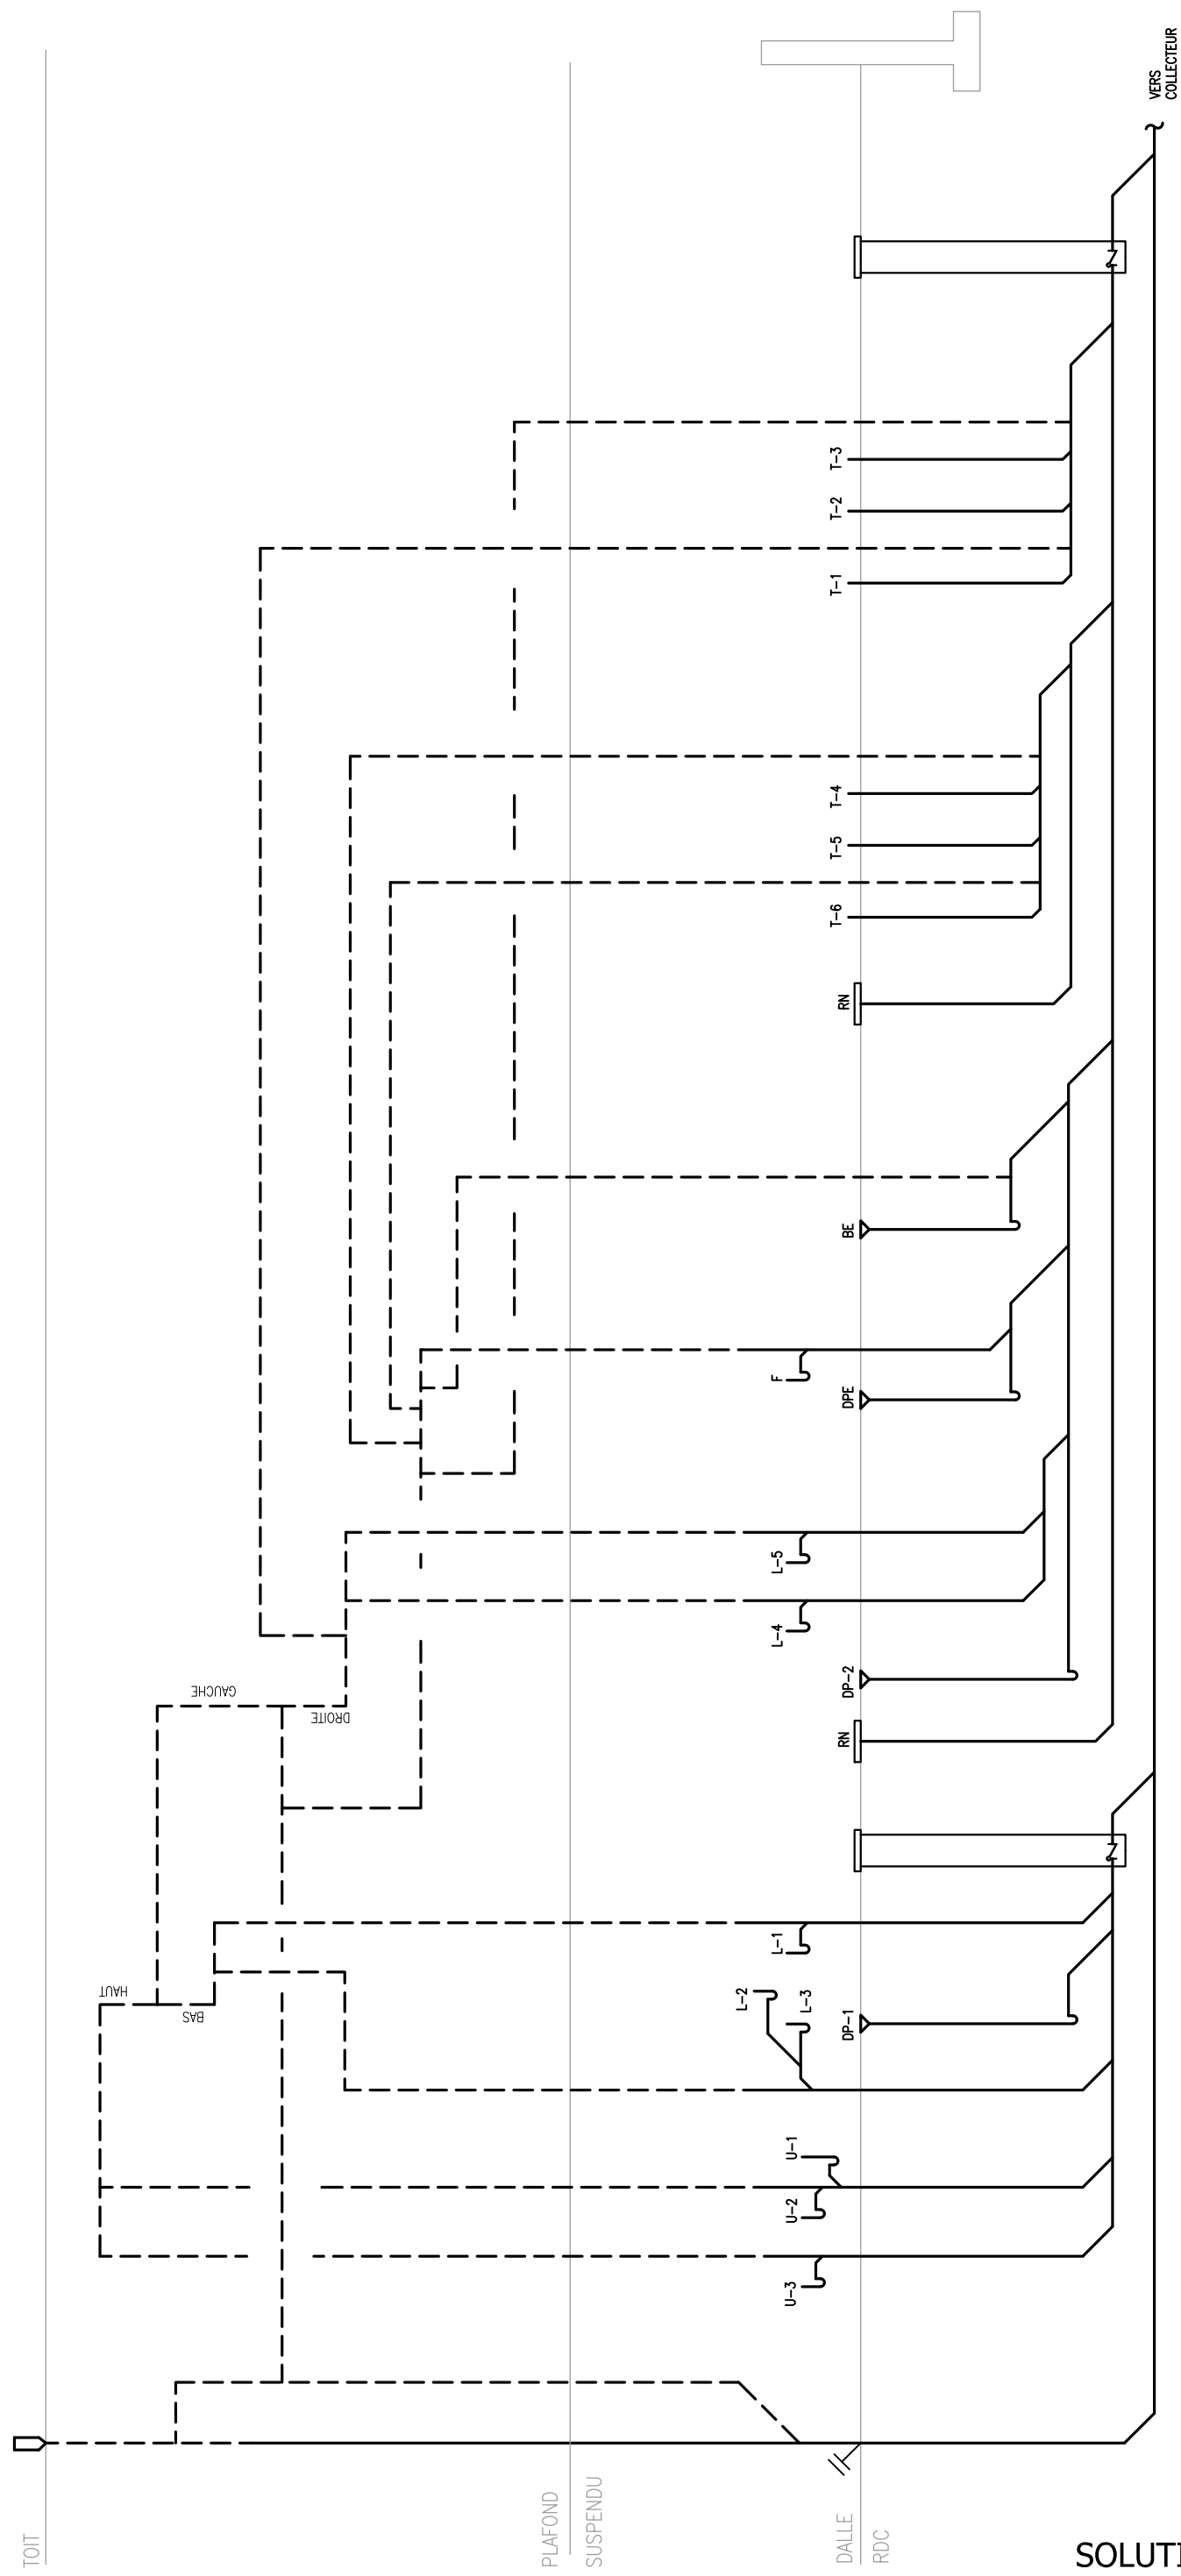 TOIT
PLAFOND
SUSPENDU
DALLE
RDC
HAUT
BAS
GAUCHE
DROITE
U-3
U-2
U-1
L-3
L-2
DP-1
L-1
RN
DP-2
L-4
L-5
DPE
F
BE
RN
T-6
T-5
T-4
T-1
T-2
T-3
VERS
COLLECTEUR